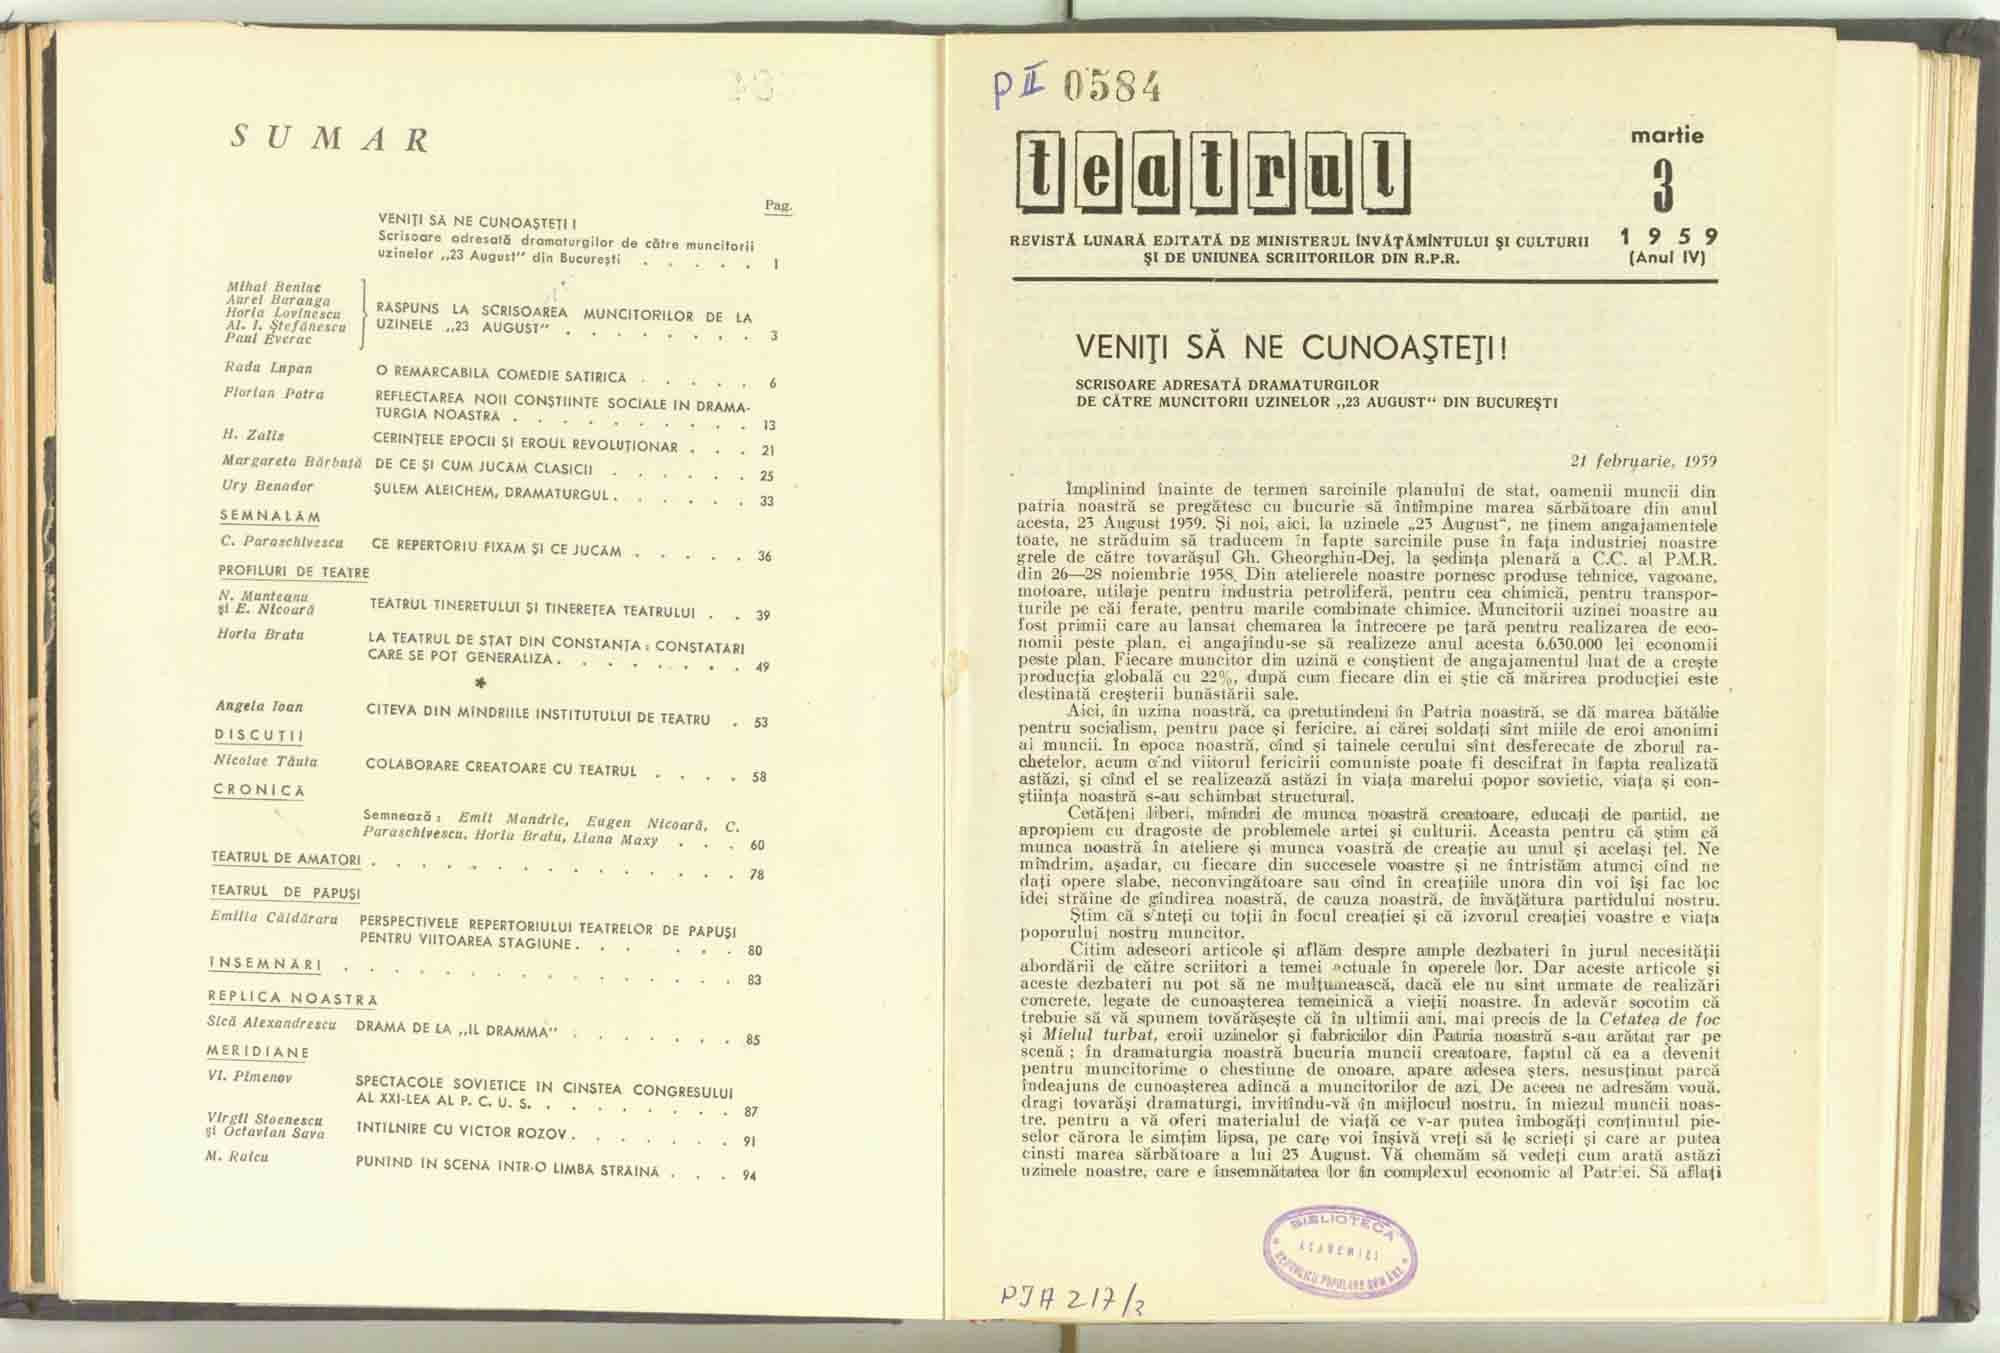 SUMAR
Pag.
VENIȚI SĂ NE CUNOAȘTEȚI !
Scrisoare adresată dramaturgilor de către muncitorii
uzinelor „23 August" din București . . . . . 1
Mihai Beniuc
Aurel Baranga
Horia Lovinescu
Al. I. Ștefănescu
Paul Everac
RĂSPUNS LA SCRISOAREA MUNCITORILOR DE LA
UZINELE „23 AUGUST" . . . . . . . . 3
Radu Lupan O REMARCABILĂ COMEDIE SATIRICĂ . . . . . 6
Florian Potra REFLECTAREA NOII CONȘTIINȚE SOCIALE IN DRAMA-
TURGIA NOASTRĂ . . . . . . . . . . 13
H. Zalis CERINȚELE EPOCII ȘI EROUL REVOLUȚIONAR . . . 21
Margareta Bărbuță DE CE ȘI CUM JUCĂM CLASICII . . . . . . 25
Ury Benador ȘULEM ALEICHEM, DRAMATURGUL . . . . . . 33
SEMNALĂM
C. Paraschivescu CE REPERTORIU FIXĂM ȘI CE JUCĂM . . . . . 36
PROFILURI DE TEATRE
N. Munteanu
și E. Nicoară TEATRUL TINERETULUI ȘI TINEREȚEA TEATRULUI . . 39
Horia Bratu LA TEATRUL DE STAT DIN CONSTANȚA : CONSTATĂRI
CARE SE POT GENERALIZA . . . . . . . . 49
*
Angela Ioan CITEVA DIN MÎNDRIILE INSTITUTULUI DE TEATRU . 53
DISCUȚII
Nicolae Tăutu COLABORARE CREATOARE CU TEATRUL . . . . 58
CRONICĂ
Semnează : Emil Mandric, Eugen Nicoară, C.
Paraschivescu, Horia Bratu, Liana Maxy . . . 60
TEATRUL DE AMATORI . . . . . . . . . . . . . 78
TEATRUL DE PĂPUȘI
Emilia Căldăraru PERSPECTIVELE REPERTORIULUI TEATRELOR DE PĂPUȘI
PENTRU VIITOAREA STAGIUNE . . . . . . . 80
INSEMNĂRI . . . . . . . . . . . . . 83
REPLICA NOASTRĂ
Sică Alexandrescu DRAMA DE LA „IL DRAMMA" . . . . . . . 85
MERIDIANE
Vl. Pimenov SPECTACOLE SOVIETICE IN CINSTEA CONGRESULUI
AL XXI-LEA AL P. C. U. S. . . . . . . . . 87
Virgil Stoenescu
și Octavian Sava INTILNIRE CU VICTOR ROZOV . . . . . . . 91
M. Raicu PUNIND IN SCENĂ INTR-O LIMBĂ STRĂINĂ . . . 94
P II 0584
teatrul
martie
3
1959
(Anul IV)
REVISTĂ LUNARĂ EDITATĂ DE MINISTERUL ÎNVĂȚĂMÎNTULUI ȘI CULTURII
ȘI DE UNIUNEA SCRIITORILOR DIN R.P.R.
VENIȚI SĂ NE CUNOAȘTEȚI!
SCRISOARE ADRESATĂ DRAMATURGILOR
DE CĂTRE MUNCITORII UZINELOR „23 AUGUST" DIN BUCUREȘTI
21 februarie, 1959
Împlinind înainte de termen sarcinile planului de stat, oamenii muncii din
patria noastră se pregătesc cu bucurie să întîmpine marea sărbătoare din anul
acesta, 23 August 1959. Și noi, aici, la uzinele „23 August", ne ținem angajamentele
toate, ne străduim să traducem în fapte sarcinile puse în fața industriei noastre
grele de către tovarășul Gh. Gheorghiu-Dej, la ședința plenară a C.C. al P.M.R.
din 26—28 noiembrie 1958. Din atelierele noastre pornesc produse tehnice, vagoane,
motoare, utilaje pentru industria petroliferă, pentru cea chimică, pentru transpor-
turile pe căi ferate, pentru marile combinate chimice. Muncitorii uzinei noastre au
fost primii care au lansat chemarea la întrecere pe țară pentru realizarea de eco-
nomii peste plan, ei angajîndu-se să realizeze anul acesta 6.630.000 lei economii
peste plan. Fiecare muncitor din uzină e conștient de angajamentul luat de a crește
producția globală cu 22%, după cum fiecare din ei știe că mărirea producției este
destinată creșterii bunăstării sale.
Aici, în uzina noastră, ca pretutindeni în Patria noastră, se dă marea bătălie
pentru socialism, pentru pace și fericire, ai cărei soldați sînt miile de eroi anonimi
ai muncii. În epoca noastră, cînd și tainele cerului sînt desferecate de zborul ra-
chetelor, acum cînd viitorul fericirii comuniste poate fi descifrat în fapta realizată
astăzi, și cînd el se realizează astăzi în viața marelui popor sovietic, viața și con-
știința noastră s-au schimbat structural.
Cetățeni liberi, mîndri de munca noastră creatoare, educați de partid, ne
apropiem cu dragoste de problemele artei și culturii. Aceasta pentru că știm că
munca noastră în ateliere și munca voastră de creație au unul și același țel. Ne
mîndrim, așadar, cu fiecare din succesele voastre și ne întristăm atunci cînd ne
dați opere slabe, neconvingătoare sau cînd în creațiile unora din voi își fac loc
idei străine de gîndirea noastră, de cauza noastră, de învățătura partidului nostru.
Știm că sînteți cu toții în focul creației și că izvorul creației voastre e viața
poporului nostru muncitor.
Citim adeseori articole și aflăm despre ample dezbateri în jurul necesității
abordării de către scriitori a temei actuale în operele lor. Dar aceste articole și
aceste dezbateri nu pot să ne mulțumească, dacă ele nu sînt urmate de realizări
concrete, legate de cunoașterea temeinică a vieții noastre. În adevăr socotim că
trebuie să vă spunem tovărășește că în ultimii ani, mai precis de la Cetatea de foc
și Mielul turbat, eroii uzinelor și fabricilor din Patria noastră s-au arătat rar pe
scenă ; în dramaturgia noastră bucuria muncii creatoare, faptul că ea a devenit
pentru muncitorime o chestiune de onoare, apare adesea șters, nesusținut parcă
îndeajuns de cunoașterea adîncă a muncitorilor de azi. De aceea ne adresăm vouă,
dragi tovarăși dramaturgi, invitîndu-vă în mijlocul nostru, în miezul muncii noas-
tre, pentru a vă oferi materialul de viață ce v-ar putea îmbogăți conținutul pie-
selor cărora le simțim lipsa, pe care voi înșivă vreți să le scrieți și care ar putea
cinsti marea sărbătoare a lui 23 August. Vă chemăm să vedeți cum arată astăzi
uzinele noastre, care e însemnătatea lor în complexul economic al Patriei. Să aflați
BIBLIOTECA
ACADEMIEI
REPUBLICII POPULARE ROMÂNE
PIA 217/2